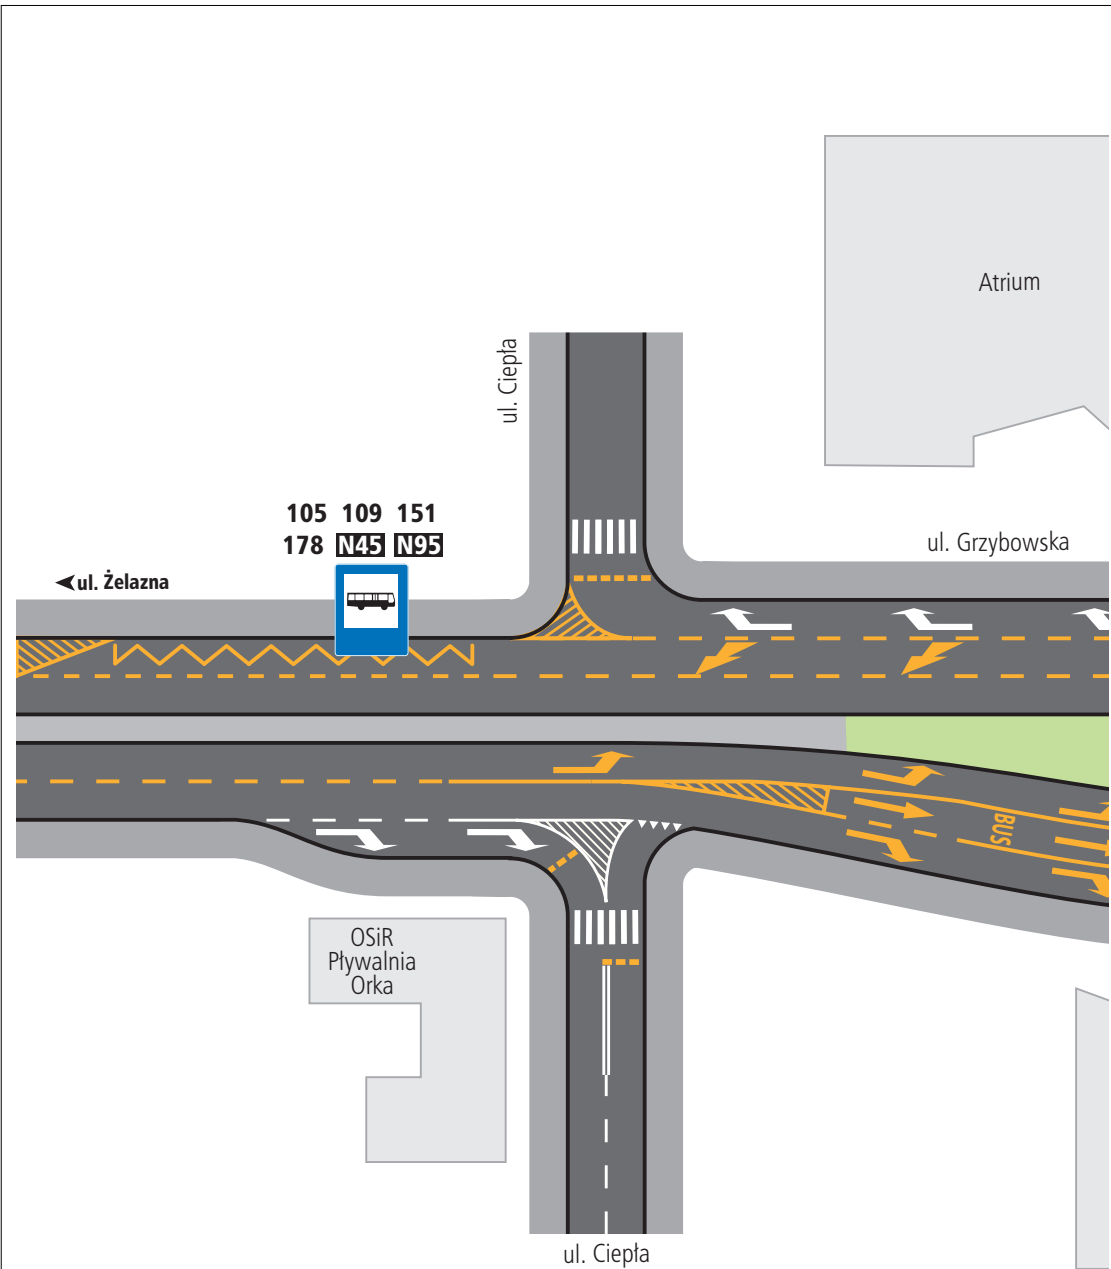 Atrium
ul. Ciepła
105 109 151
178 N45 N95
ul. Grzybowska
ul. Żelazna
BUS
OSiR
Pływalnia
Orka
ul. Ciepła